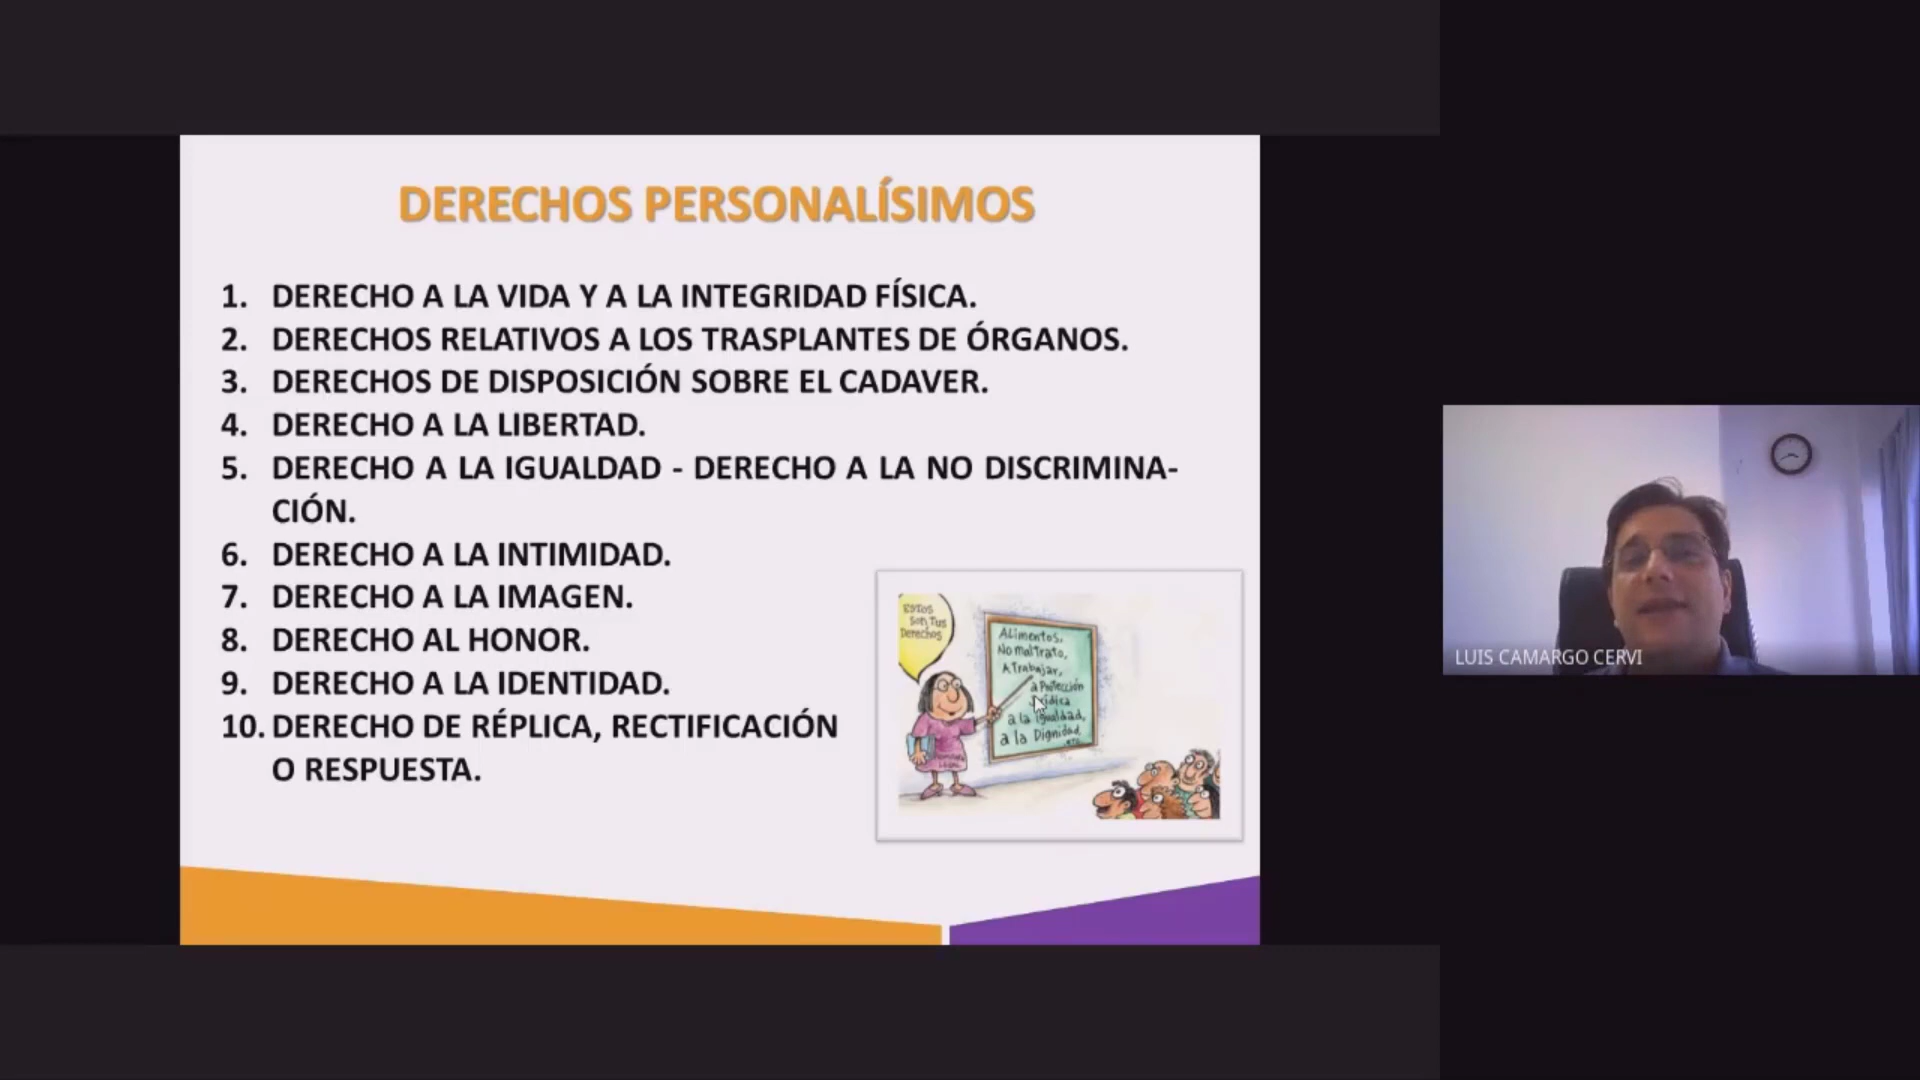 DERECHOS PERSONALÍSIMOS
1. DERECHO A LA VIDA Y A LA INTEGRIDAD FÍSICA.
2. DERECHOS RELATIVOS A LOS TRASPLANTES DE ÓRGANOS.
3. DERECHOS DE DISPOSICIÓN SOBRE EL CADAVER.
4. DERECHO A LA LIBERTAD.
5. DERECHO A LA IGUALDAD - DERECHO A LA NO DISCRIMINA-
CIÓN.
6. DERECHO A LA INTIMIDAD.
7. DERECHO A LA IMAGEN.
8. DERECHO AL HONOR.
9. DERECHO A LA IDENTIDAD.
10. DERECHO DE RÉPLICA, RECTIFICACIÓN
O RESPUESTA.
Estos
son Tus
Derechos
Alimentos,
No malTrato,
A Trabajar,
a Protección
a la Igualdad,
a la Dignidad,
LUIS CAMARGO CERVI